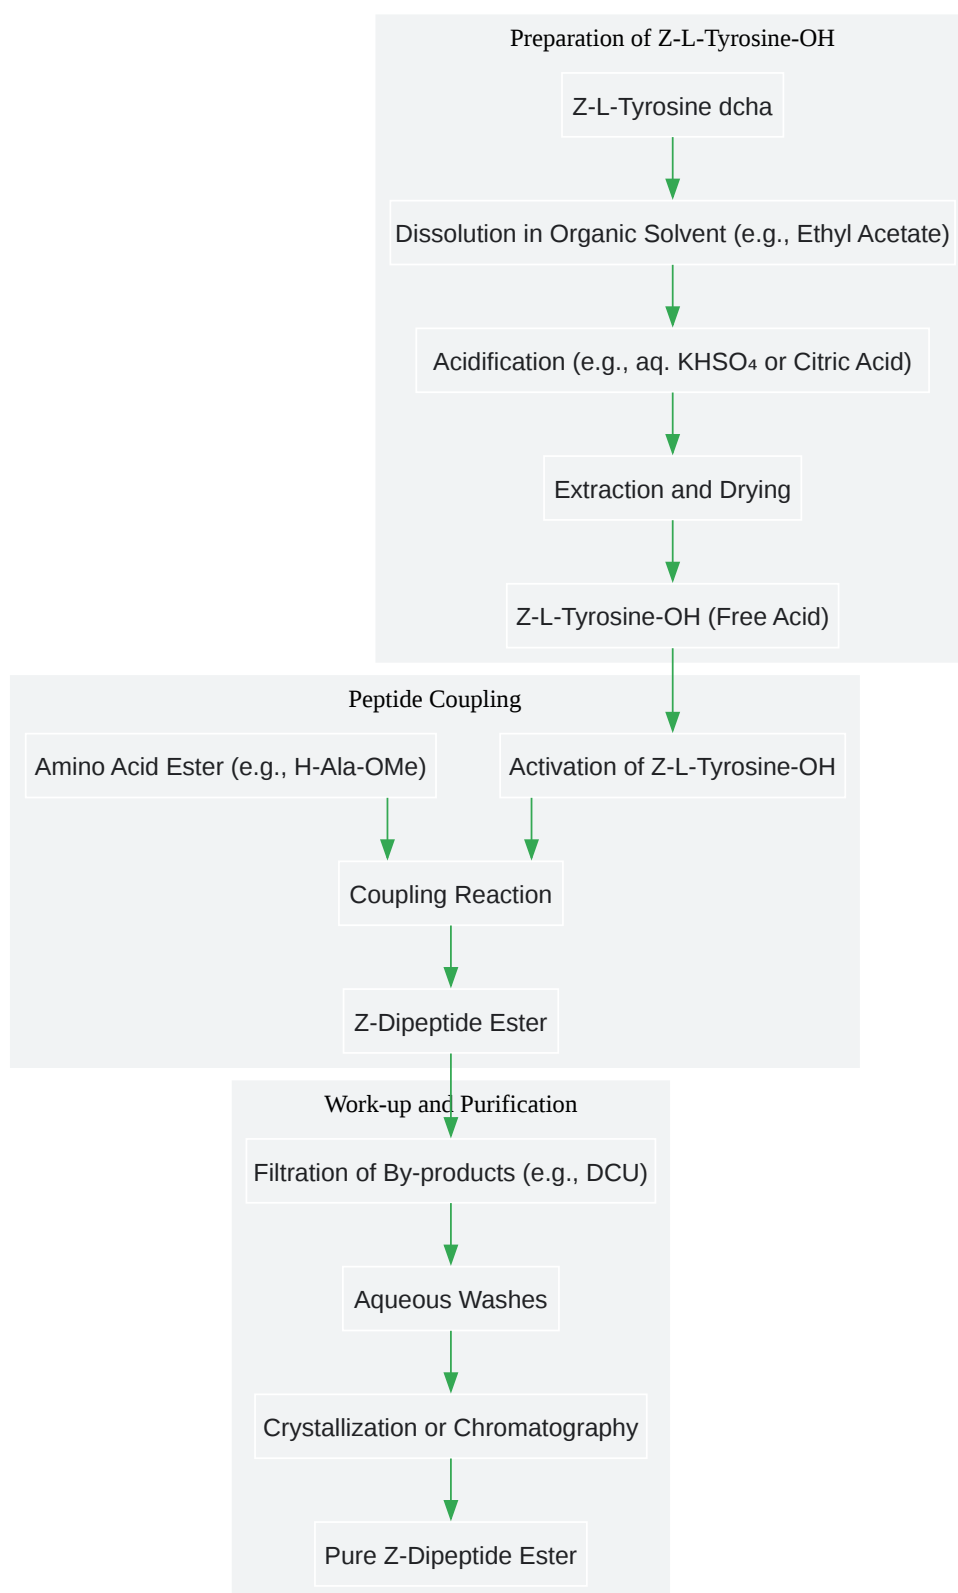 Preparation of Z-L-Tyrosine-OH
Z-L-Tyrosine dcha
Dissolution in Organic Solvent (e.g., Ethyl Acetate)
Acidification (e.g., aq. KHSO₄ or Citric Acid)
Extraction and Drying
Z-L-Tyrosine-OH (Free Acid)
Peptide Coupling
Amino Acid Ester (e.g., H-Ala-OMe)
Activation of Z-L-Tyrosine-OH
Coupling Reaction
Z-Dipeptide Ester
Work-up and Purification
Filtration of By-products (e.g., DCU)
Aqueous Washes
Crystallization or Chromatography
Pure Z-Dipeptide Ester